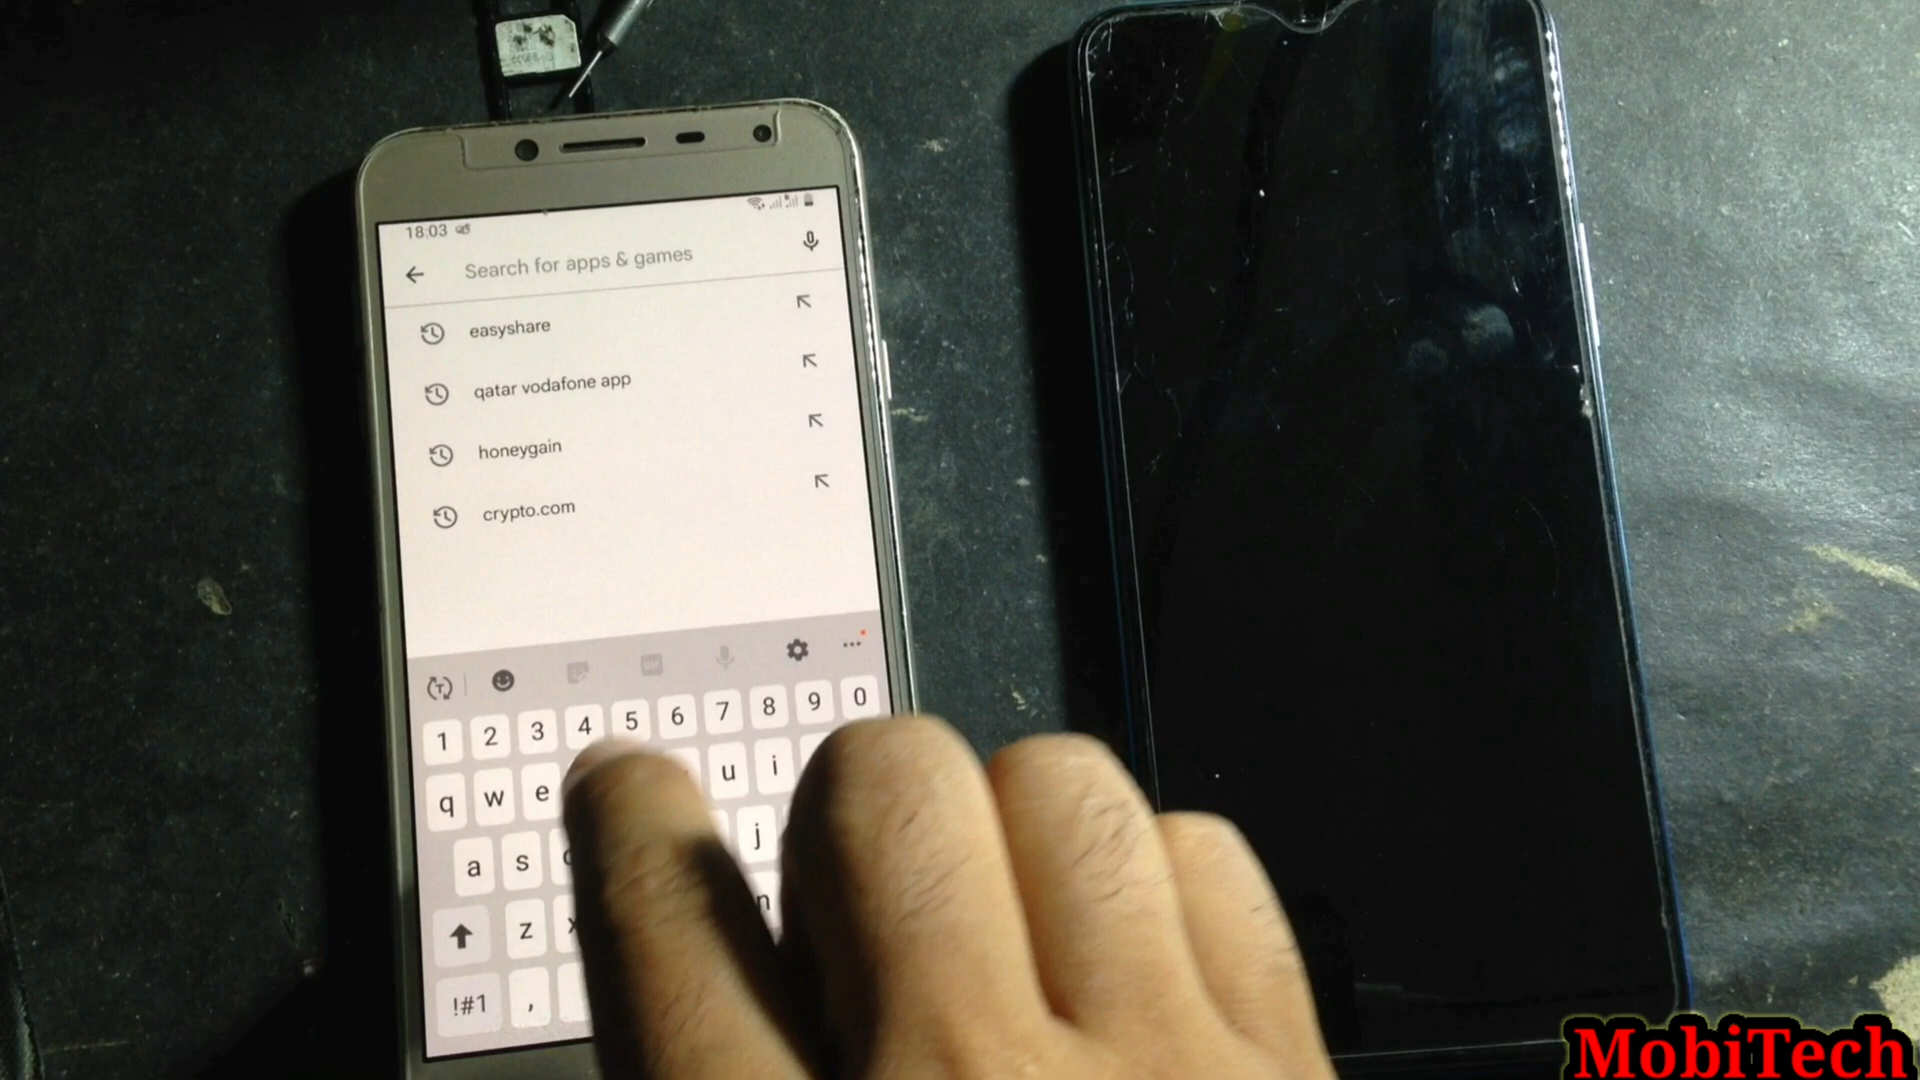 18:03
Search for apps & games
easyshare
qatar vodafone app
honeygain
crypto.com
GIF
1 2 3 4 5 6 7 8 9 0
q w e u i
a s j
z x n
!#1 ,
MobiTech